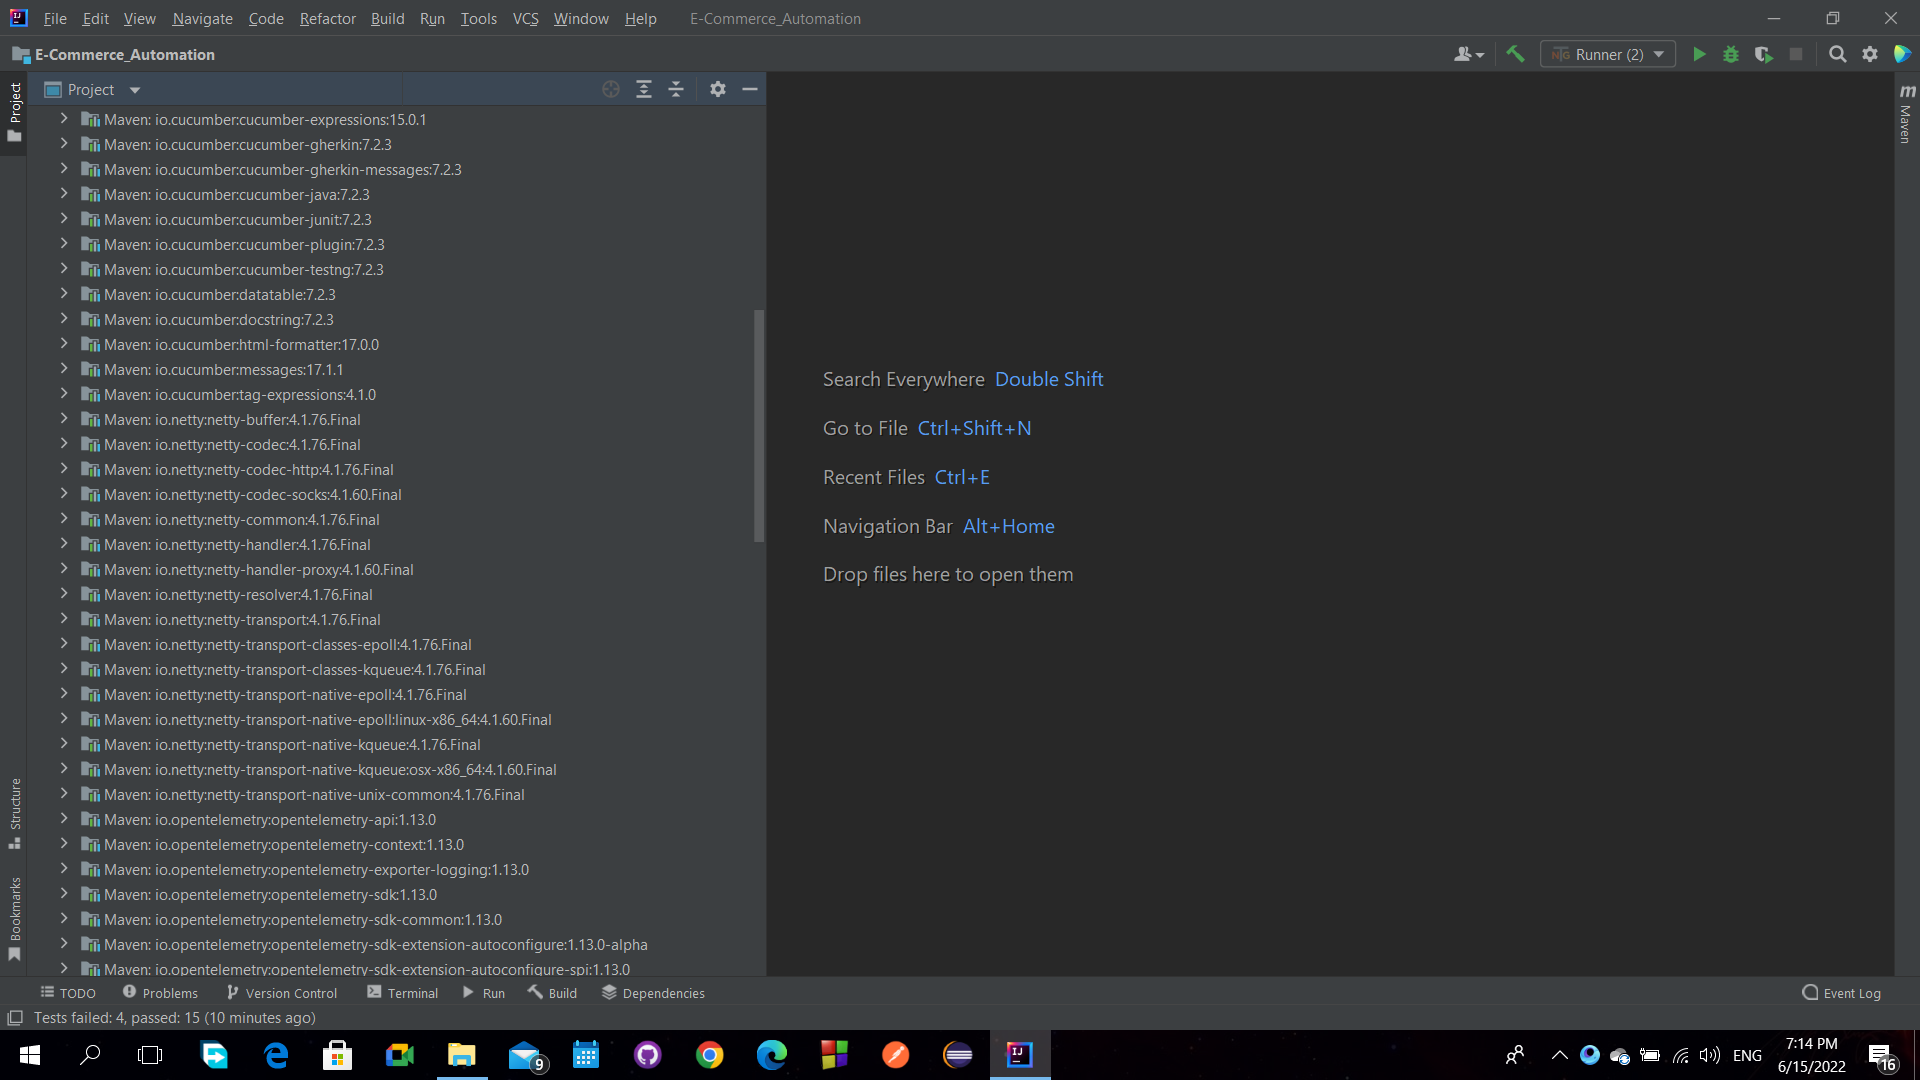 File Edit View Navigate Code Refactor Build Run Tools VCS Window Help E-Commerce_Automation
E-Commerce_Automation
Runner (2)
Project
Project
Maven: io.cucumber:cucumber-expressions:15.0.1
Maven: io.cucumber:cucumber-gherkin:7.2.3
Maven: io.cucumber:cucumber-gherkin-messages:7.2.3
Maven: io.cucumber:cucumber-java:7.2.3
Maven: io.cucumber:cucumber-junit:7.2.3
Maven: io.cucumber:cucumber-plugin:7.2.3
Maven: io.cucumber:cucumber-testng:7.2.3
Maven: io.cucumber:datatable:7.2.3
Maven: io.cucumber:docstring:7.2.3
Maven: io.cucumber:html-formatter:17.0.0
Maven: io.cucumber:messages:17.1.1
Maven: io.cucumber:tag-expressions:4.1.0
Maven: io.netty:netty-buffer:4.1.76.Final
Maven: io.netty:netty-codec:4.1.76.Final
Maven: io.netty:netty-codec-http:4.1.76.Final
Maven: io.netty:netty-codec-socks:4.1.60.Final
Maven: io.netty:netty-common:4.1.76.Final
Maven: io.netty:netty-handler:4.1.76.Final
Maven: io.netty:netty-handler-proxy:4.1.60.Final
Maven: io.netty:netty-resolver:4.1.76.Final
Maven: io.netty:netty-transport:4.1.76.Final
Maven: io.netty:netty-transport-classes-epoll:4.1.76.Final
Maven: io.netty:netty-transport-classes-kqueue:4.1.76.Final
Maven: io.netty:netty-transport-native-epoll:4.1.76.Final
Maven: io.netty:netty-transport-native-epoll:linux-x86_64:4.1.60.Final
Maven: io.netty:netty-transport-native-kqueue:4.1.76.Final
Maven: io.netty:netty-transport-native-kqueue:osx-x86_64:4.1.60.Final
Maven: io.netty:netty-transport-native-unix-common:4.1.76.Final
Maven: io.opentelemetry:opentelemetry-api:1.13.0
Maven: io.opentelemetry:opentelemetry-context:1.13.0
Maven: io.opentelemetry:opentelemetry-exporter-logging:1.13.0
Maven: io.opentelemetry:opentelemetry-sdk:1.13.0
Maven: io.opentelemetry:opentelemetry-sdk-common:1.13.0
Maven: io.opentelemetry:opentelemetry-sdk-extension-autoconfigure:1.13.0-alpha
Maven: io.opentelemetry:opentelemetry-sdk-extension-autoconfigure-spi:1.13.0
Structure
Bookmarks
Search Everywhere Double Shift
Go to File Ctrl+Shift+N
Recent Files Ctrl+E
Navigation Bar Alt+Home
Drop files here to open them
m
Maven
TODO Problems Version Control Terminal Run Build Dependencies Event Log
Tests failed: 4, passed: 15 (10 minutes ago)
9
IJ
ENG
7:14 PM
6/15/2022
16